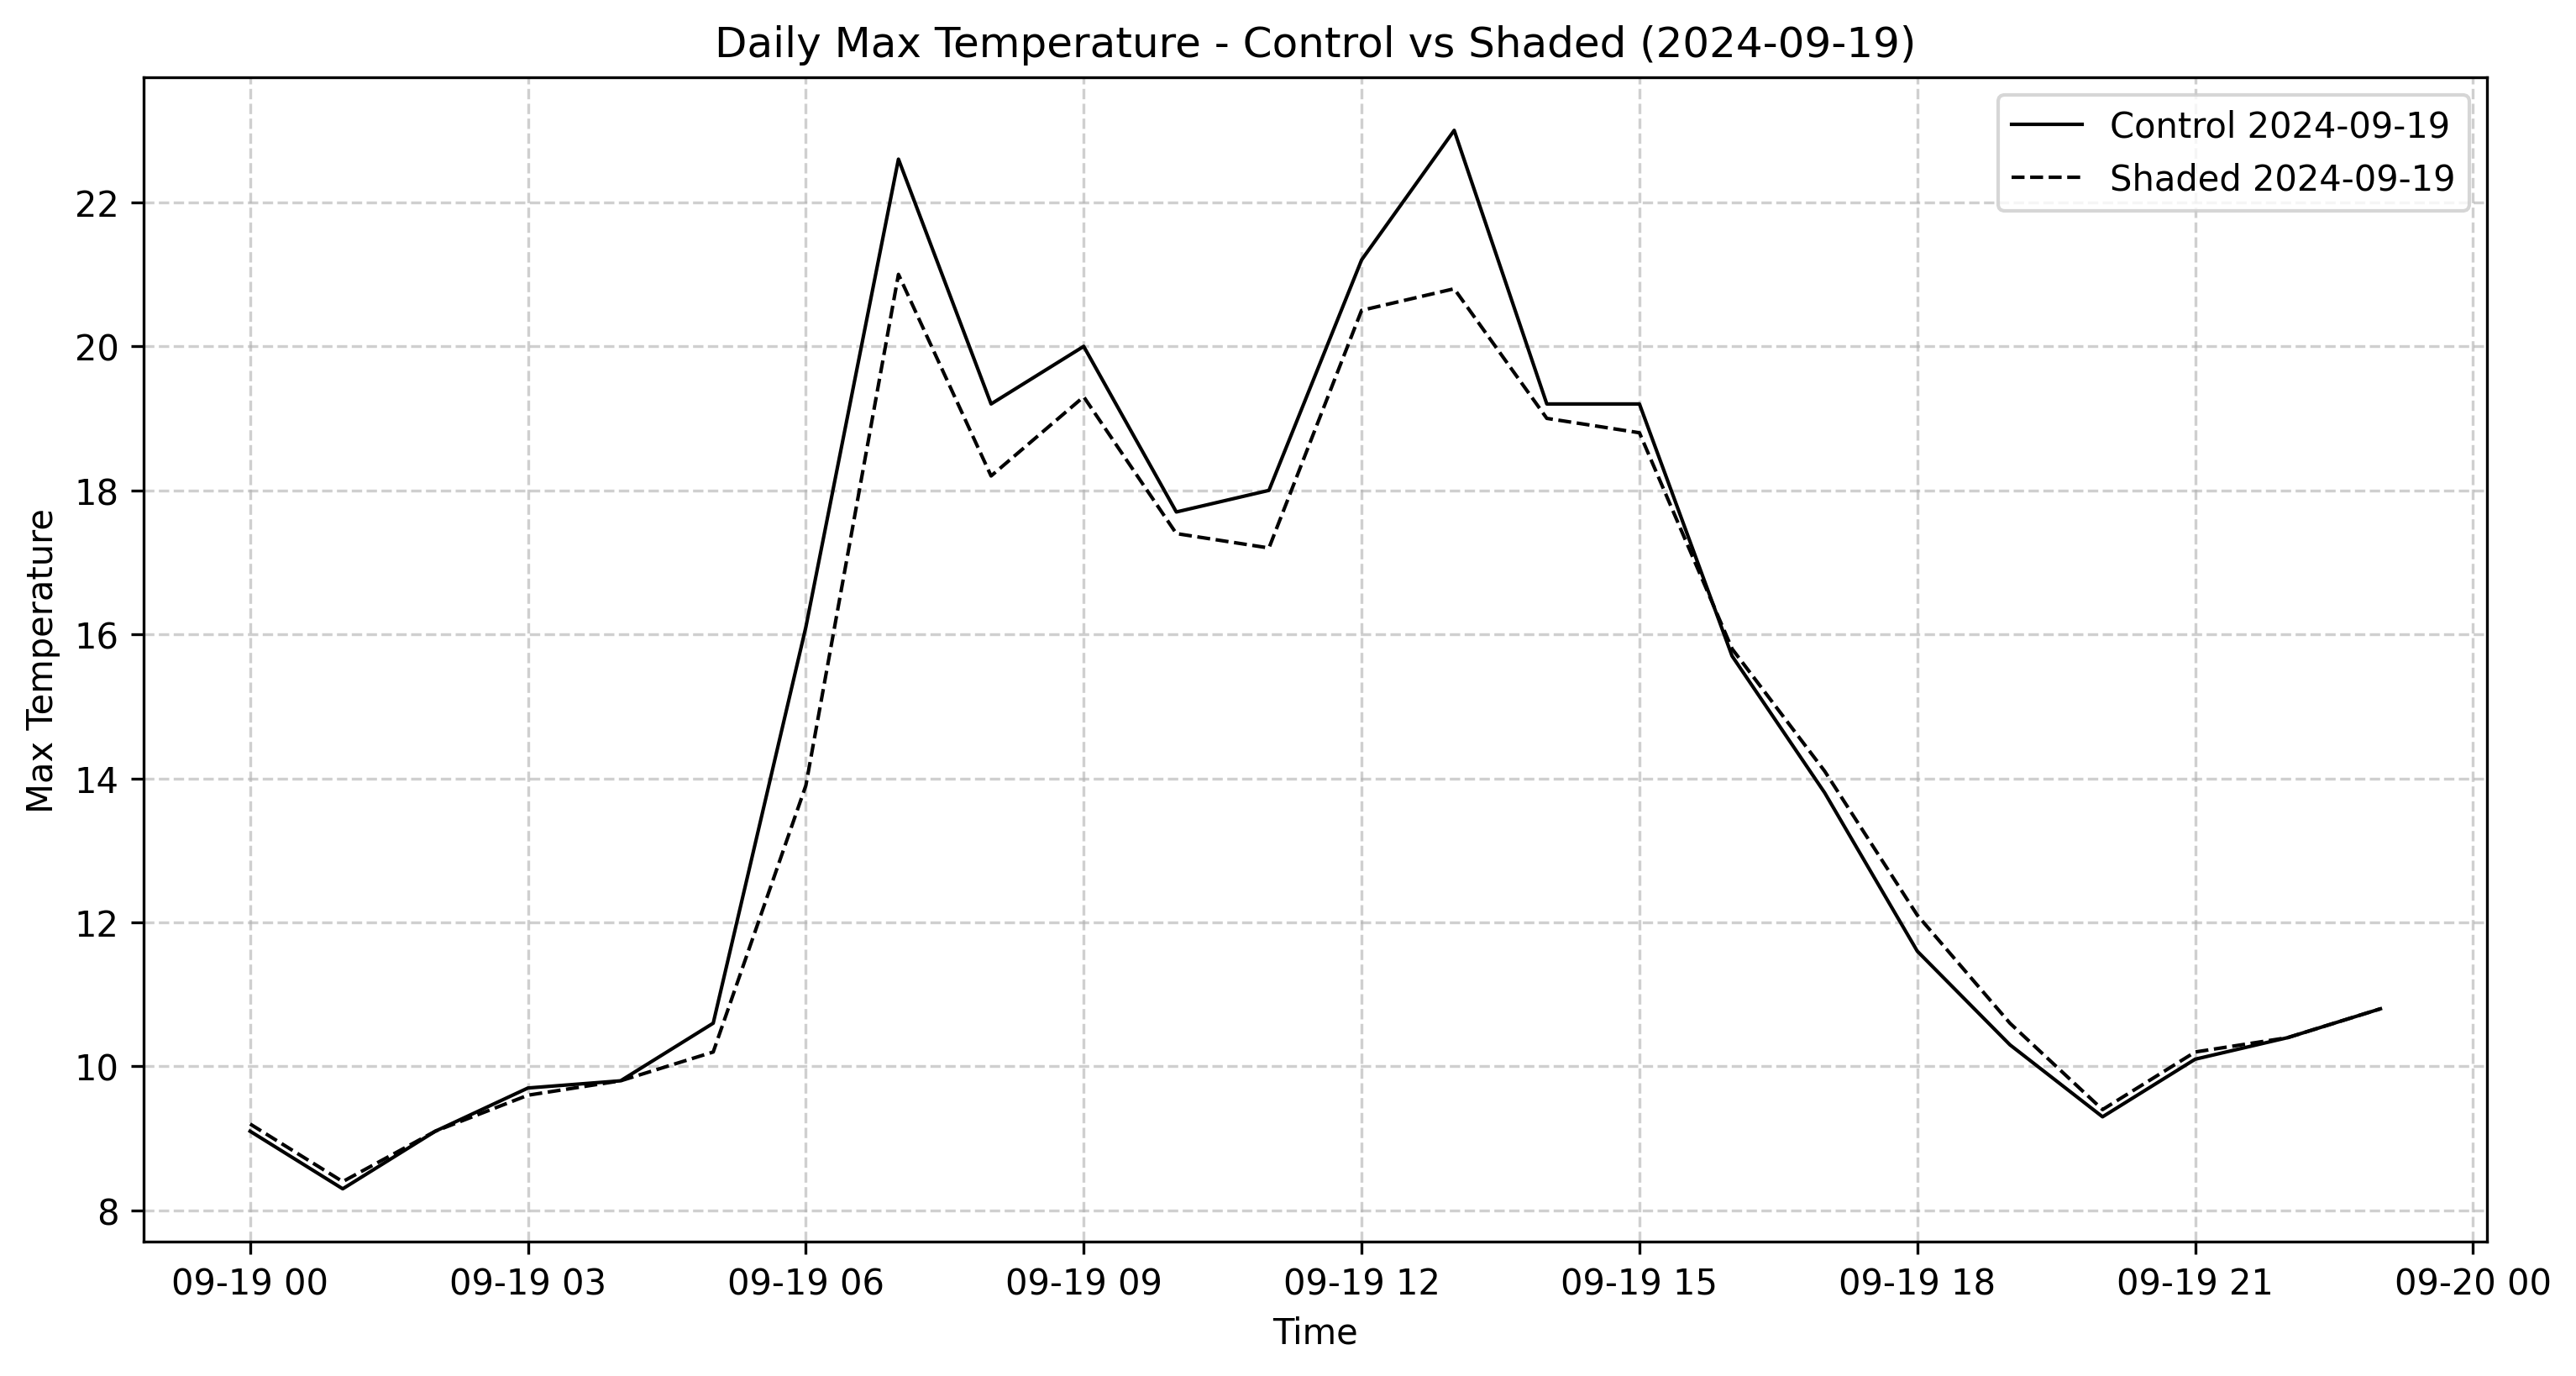 Daily Max Temperature - Control vs Shaded (2024-09-19)
Control 2024-09-19
Shaded 2024-09-19
Max Temperature
22
20
18
16
14
12
10
8
09-19 00 09-19 03 09-19 06 09-19 09 09-19 12 09-19 15 09-19 18 09-19 21 09-20 00
Time